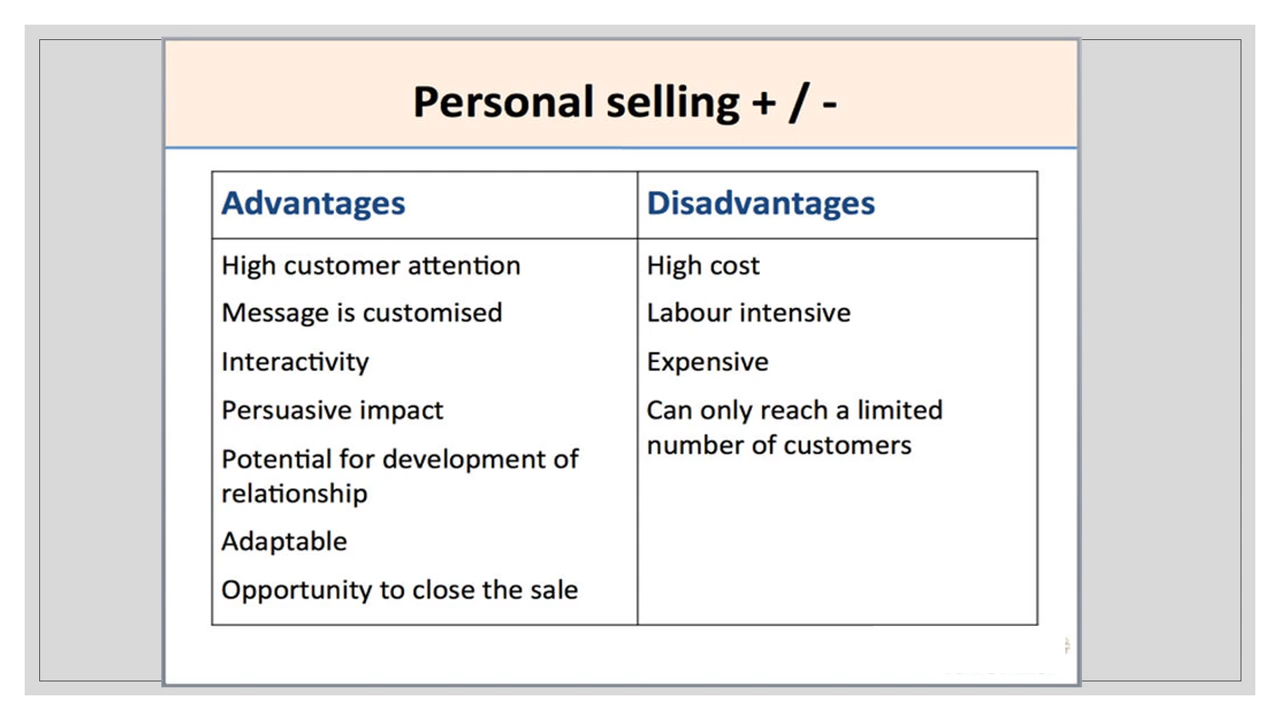 Personal selling + / -
Advantages
Disadvantages
High customer attention
Message is customised
Interactivity
Persuasive impact
Potential for development of
relationship
Adaptable
Opportunity to close the sale
High cost
Labour intensive
Expensive
Can only reach a limited
number of customers